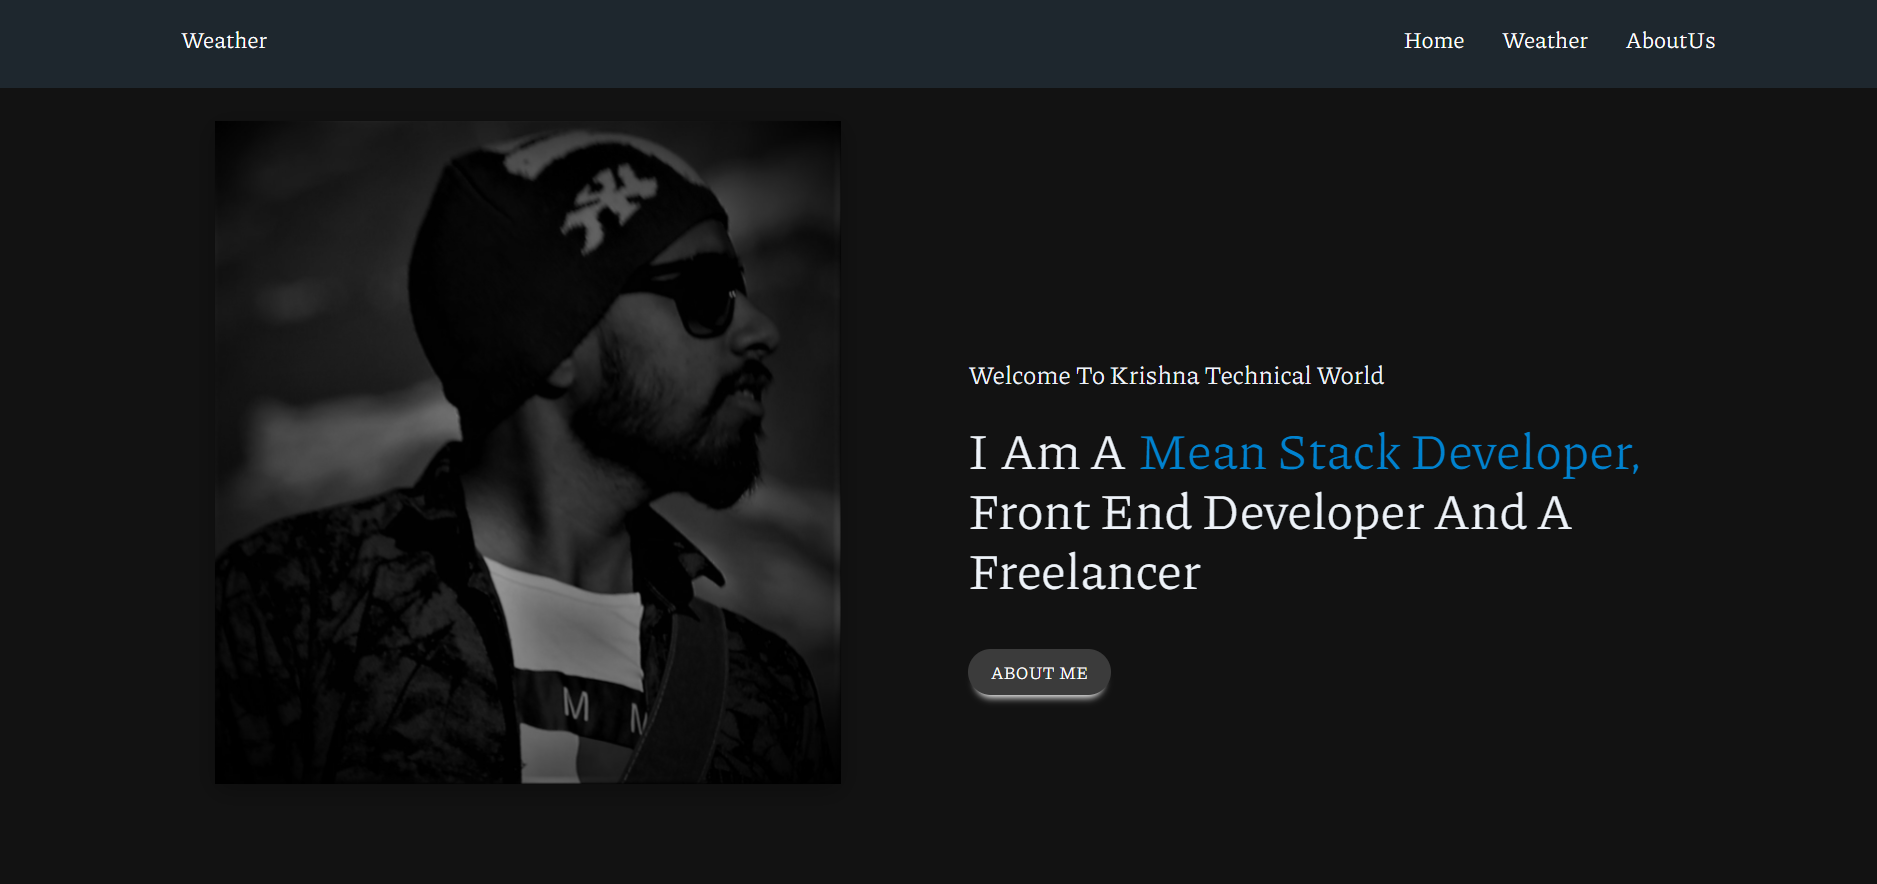 Weather
Home Weather AboutUs
Welcome To Krishna Technical World
I Am A Mean Stack Developer,
Front End Developer And A
Freelancer
ABOUT ME
M M